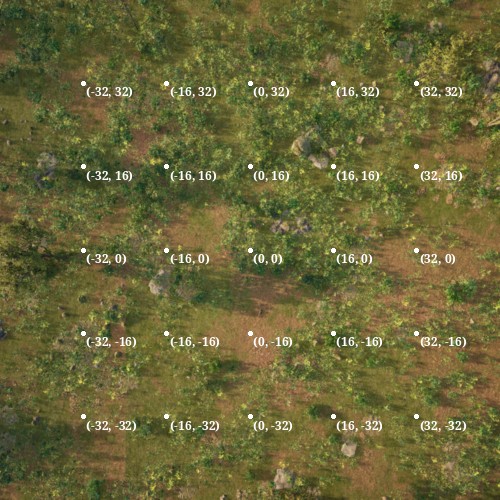 (-32, 32) (-16, 32) (0, 32) (16, 32) (32, 32)
(-32, 16) (-16, 16) (0, 16) (16, 16) (32, 16)
(-32, 0) (-16, 0) (0, 0) (16, 0) (32, 0)
(-32, -16) (-16, -16) (0, -16) (16, -16) (32, -16)
(-32, -32) (-16, -32) (0, -32) (16, -32) (32, -32)